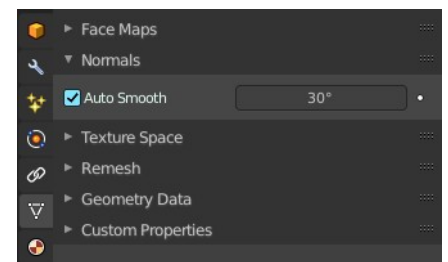 Face Maps
Normals
Auto Smooth 30°
Texture Space
Remesh
Geometry Data
Custom Properties